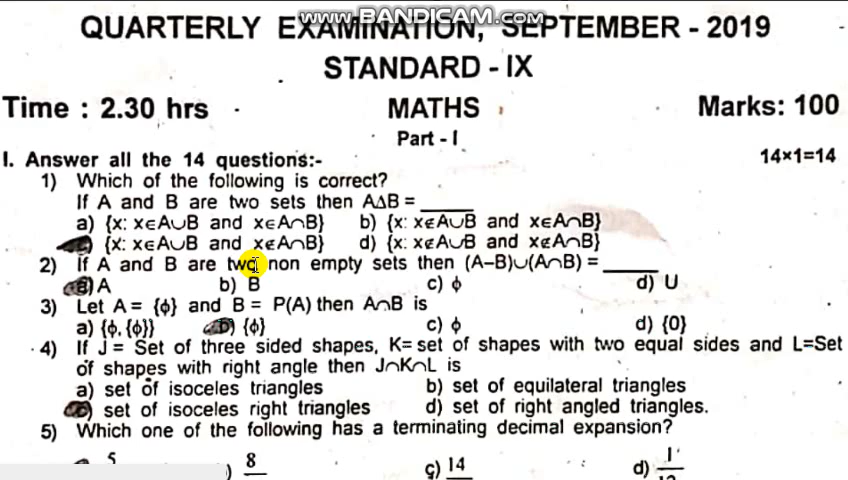 www.BANDICAM.com
QUARTERLY EXAMINATION, SEPTEMBER - 2019
STANDARD - IX
Time : 2.30 hrs MATHS Marks: 100
Part - I
I. Answer all the 14 questions:- 14×1=14
1) Which of the following is correct?
If A and B are two sets then A∆B = ____
a) {x: x∈A∪B and x∈A∩B} b) {x: x∉A∪B and x∈A∩B}
{x: x∈A∪B and x∉A∩B} d) {x: x∉A∪B and x∉A∩B}
2) If A and B are two non empty sets then (A–B)∪(A∩B) = ____
a) A b) B c) ϕ d) U
3) Let A = {ϕ} and B = P(A) then A∩B is
a) {ϕ, {ϕ}} b) {ϕ} c) ϕ d) {0}
4) If J = Set of three sided shapes, K= set of shapes with two equal sides and L=Set
of shapes with right angle then J∩K∩L is
a) set of isoceles triangles b) set of equilateral triangles
set of isoceles right triangles d) set of right angled triangles.
5) Which one of the following has a terminating decimal expansion?
5 8 c) 14 d) 1